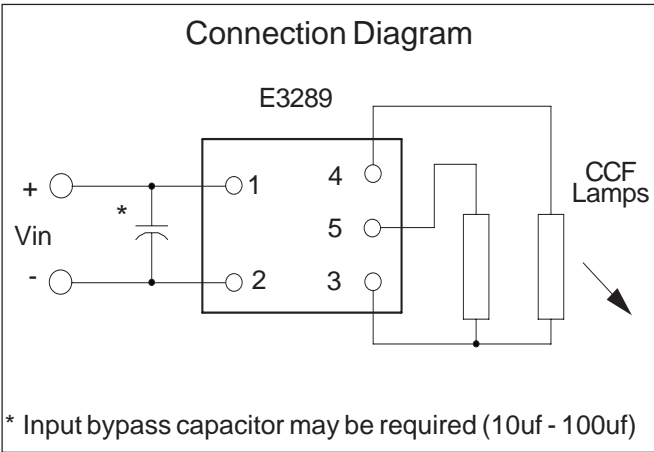 Connection Diagram
E3289
+
1
4
CCF
Lamps
*
5
Vin
-
2
3
* Input bypass capacitor may be required (10uf - 100uf)